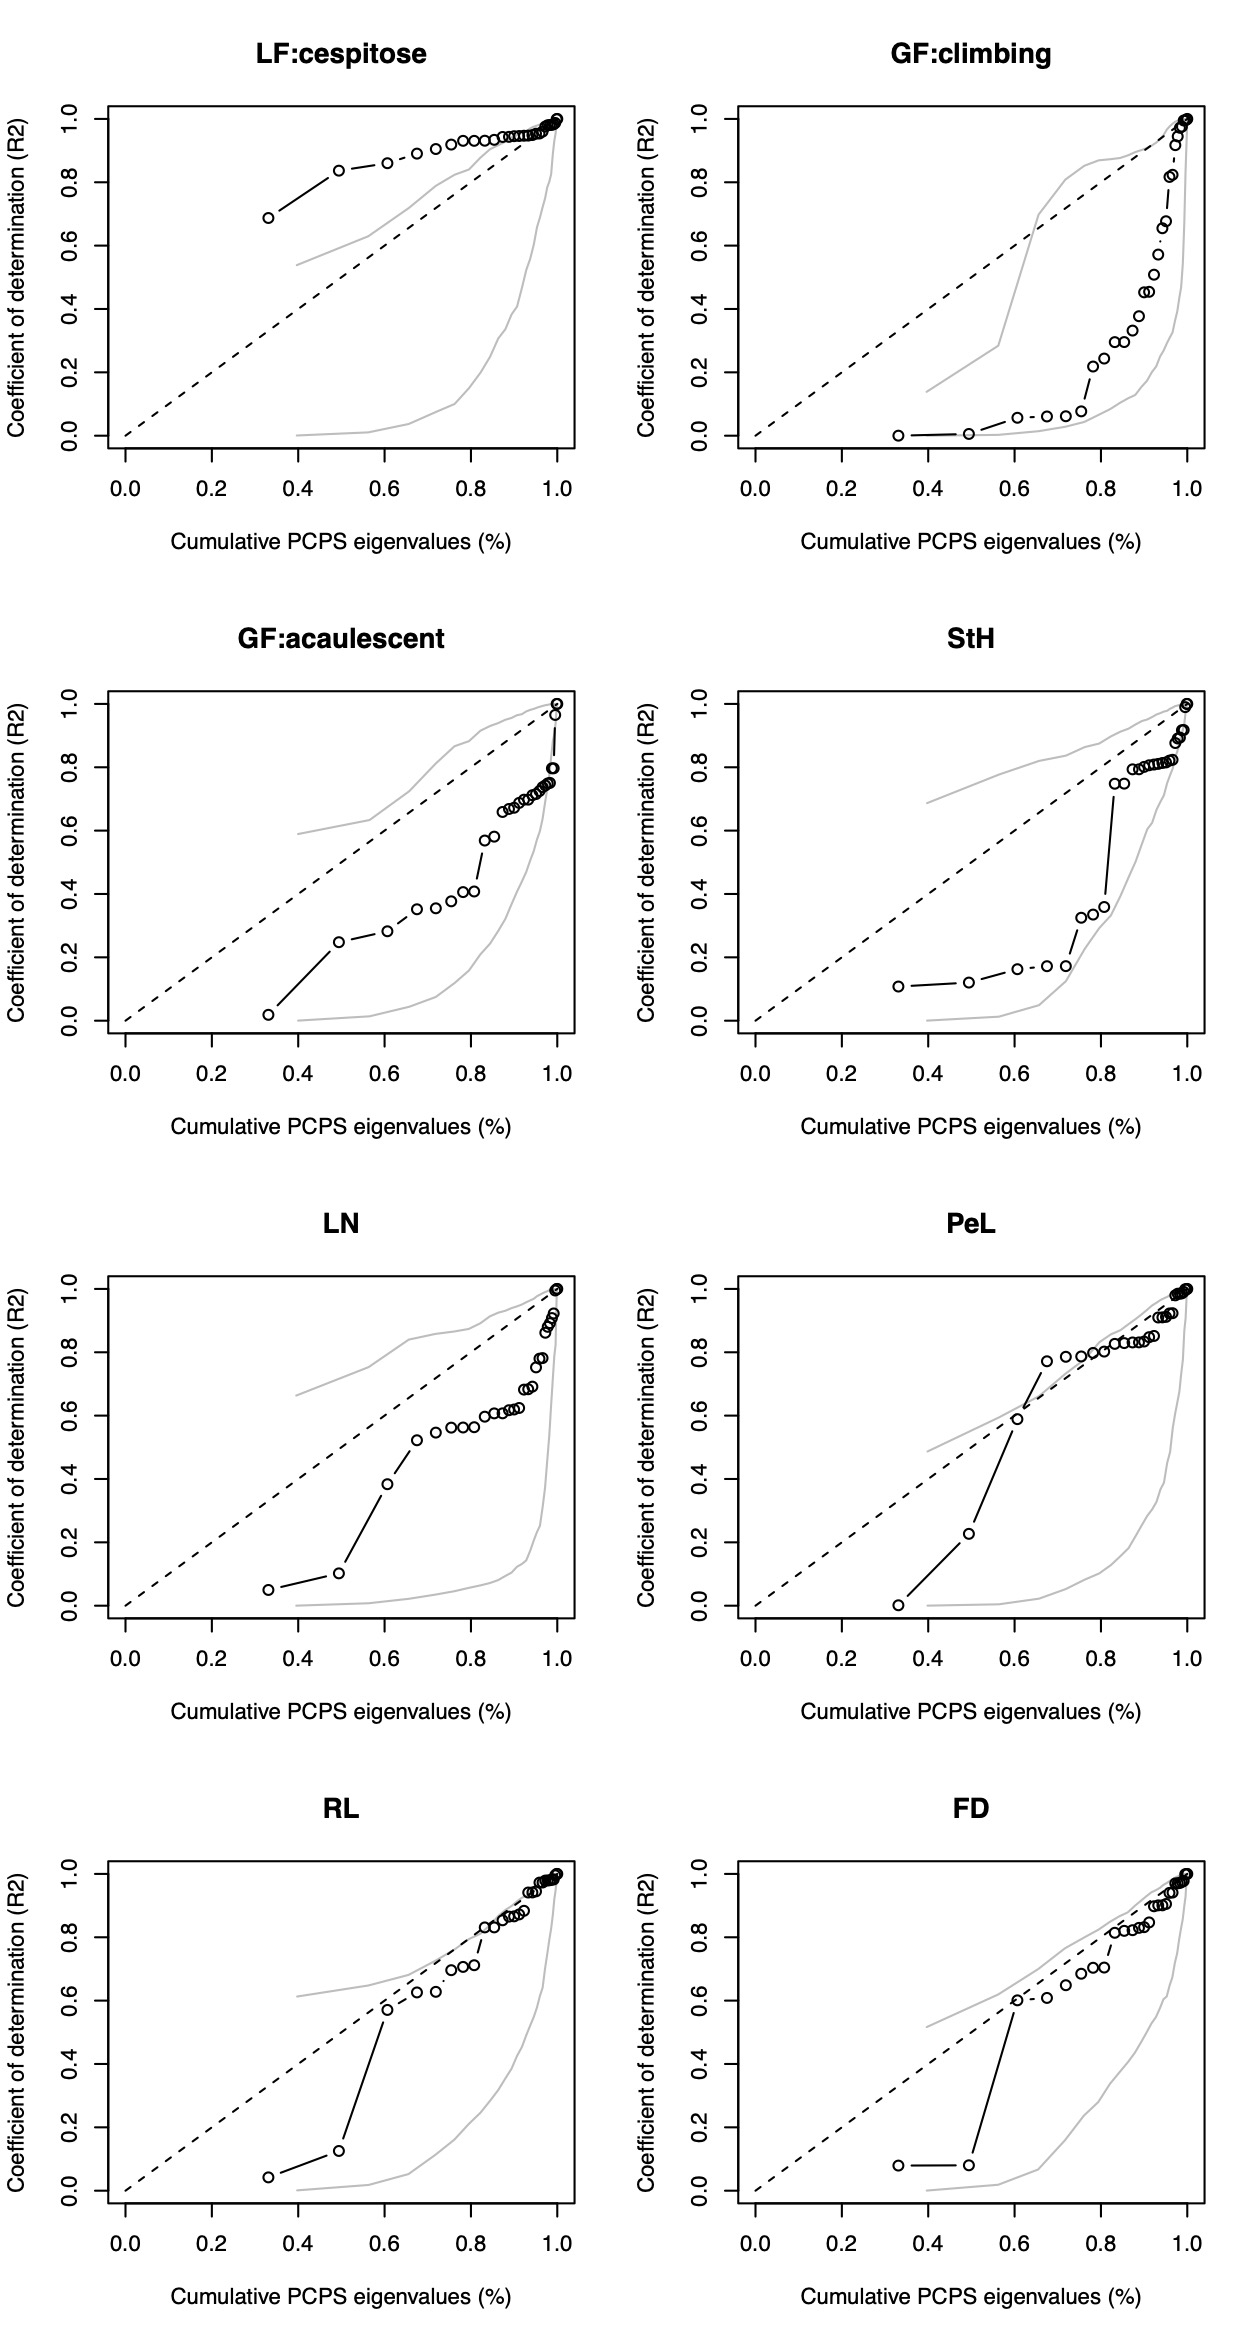 LF:cespitose
GF:climbing
Coefficient of determination (R2)
0.0 0.2 0.4 0.6 0.8 1.0
0.0 0.2 0.4 0.6 0.8 1.0
Cumulative PCPS eigenvalues (%)
Coefficient of determination (R2)
0.0 0.2 0.4 0.6 0.8 1.0
0.0 0.2 0.4 0.6 0.8 1.0
Cumulative PCPS eigenvalues (%)
GF:acaulescent
StH
Coefficient of determination (R2)
0.0 0.2 0.4 0.6 0.8 1.0
0.0 0.2 0.4 0.6 0.8 1.0
Cumulative PCPS eigenvalues (%)
Coefficient of determination (R2)
0.0 0.2 0.4 0.6 0.8 1.0
0.0 0.2 0.4 0.6 0.8 1.0
Cumulative PCPS eigenvalues (%)
LN
PeL
Coefficient of determination (R2)
0.0 0.2 0.4 0.6 0.8 1.0
0.0 0.2 0.4 0.6 0.8 1.0
Cumulative PCPS eigenvalues (%)
Coefficient of determination (R2)
0.0 0.2 0.4 0.6 0.8 1.0
0.0 0.2 0.4 0.6 0.8 1.0
Cumulative PCPS eigenvalues (%)
RL
FD
Coefficient of determination (R2)
0.0 0.2 0.4 0.6 0.8 1.0
0.0 0.2 0.4 0.6 0.8 1.0
Cumulative PCPS eigenvalues (%)
Coefficient of determination (R2)
0.0 0.2 0.4 0.6 0.8 1.0
0.0 0.2 0.4 0.6 0.8 1.0
Cumulative PCPS eigenvalues (%)